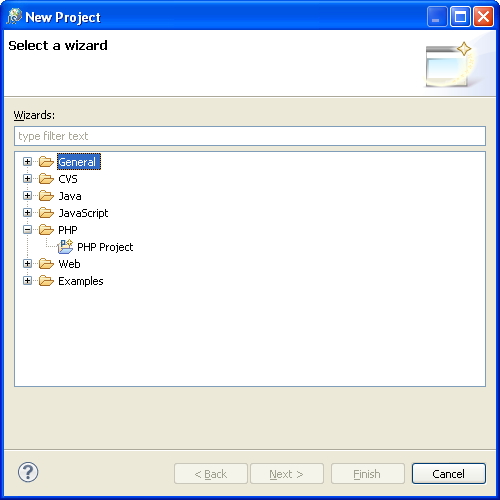 New Project
Select a wizard
Wizards:
type filter text
General
CVS
Java
JavaScript
PHP
PHP Project
Web
Examples
? < Back Next > Finish Cancel